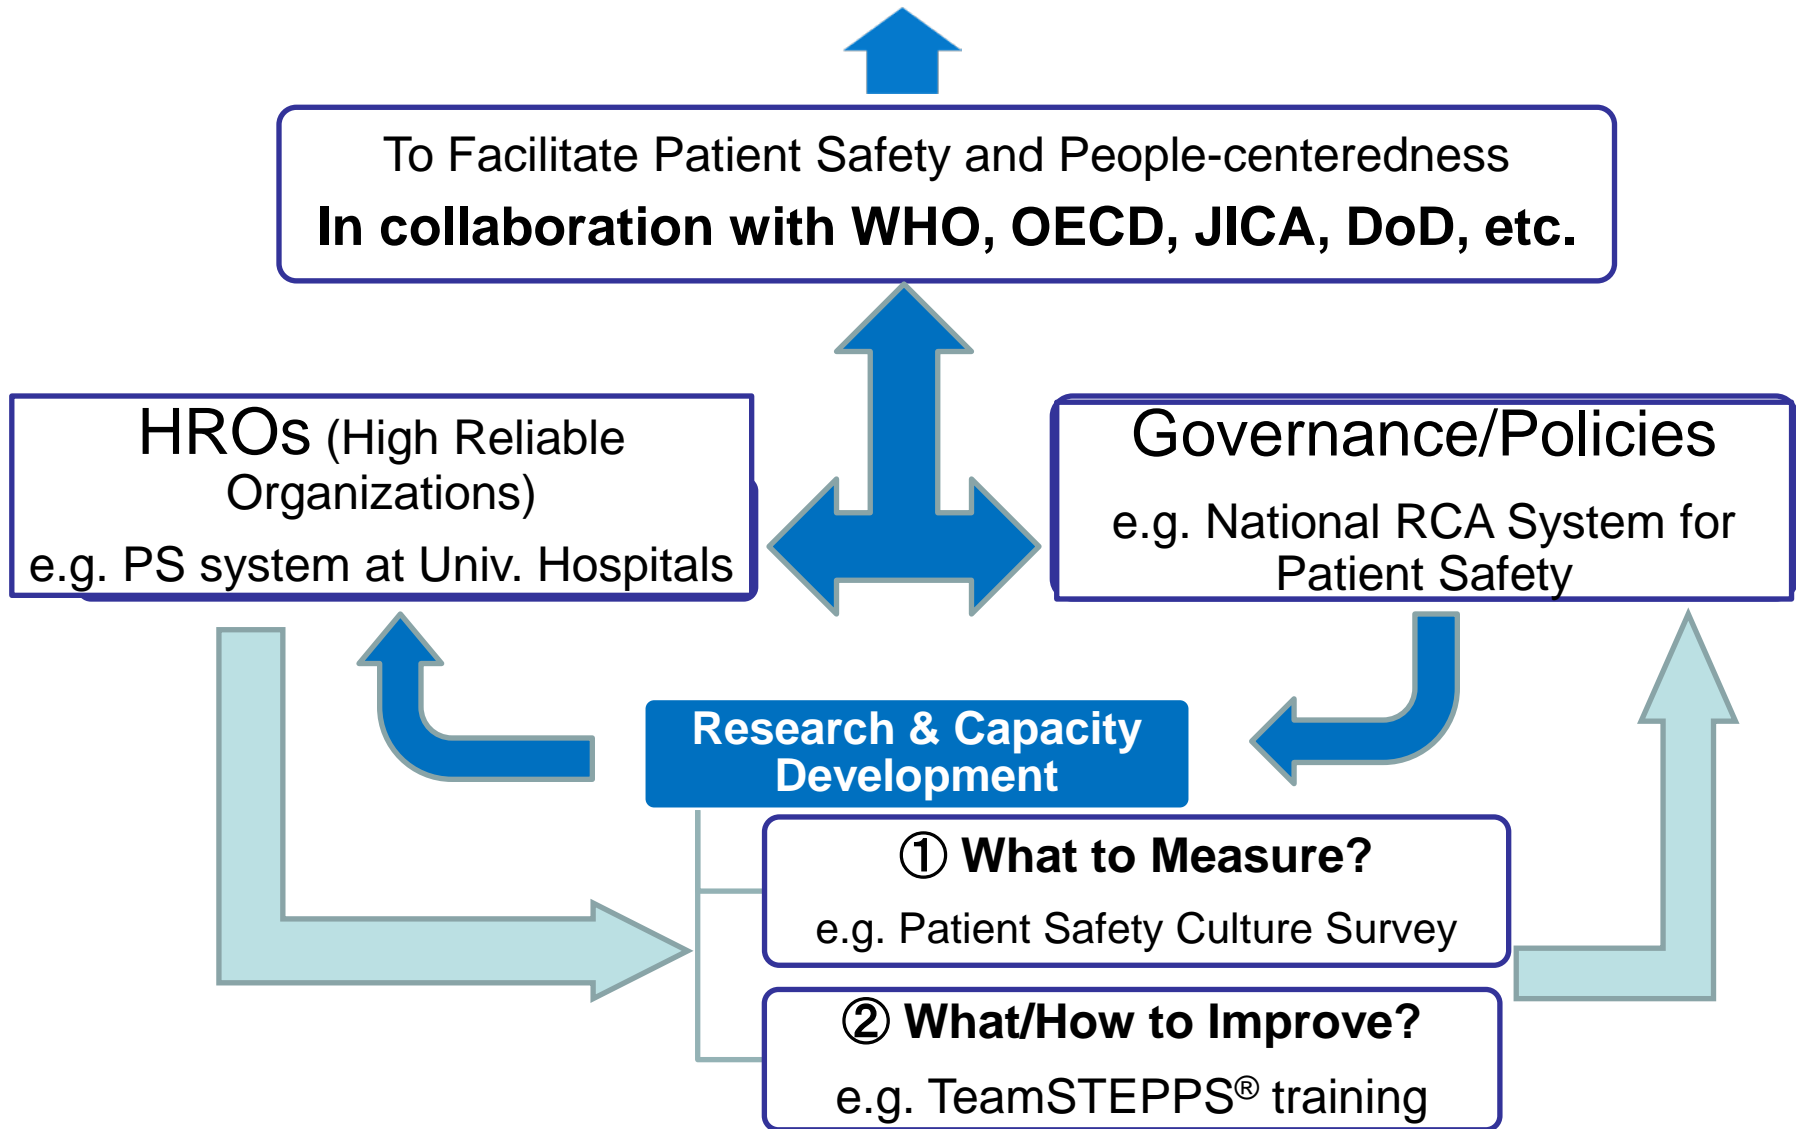 To Facilitate Patient Safety and People-centeredness
In collaboration with WHO, OECD, JICA, DoD, etc.
HROs (High Reliable
Organizations)
e.g. PS system at Univ. Hospitals
Governance/Policies
e.g. National RCA System for
Patient Safety
Research & Capacity
Development
① What to Measure?
e.g. Patient Safety Culture Survey
② What/How to Improve?
e.g. TeamSTEPPS® training